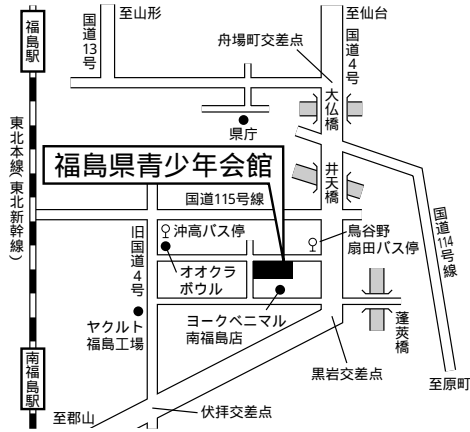 至山形
至仙台
福島駅
国道13号
舟場町交差点
国道4号
大仏橋
県庁
東北本線(東北新幹線)
福島県青少年会館
井天橋
国道115号線
国道114号線
旧国道4号
沖高バス停
鳥谷野
扇田バス停
オオクラ
ボウル
ヨークベニマル
南福島店
ヤクルト
福島工場
蓬莢橋
黒岩交差点
南福島駅
至原町
至郡山
伏拝交差点